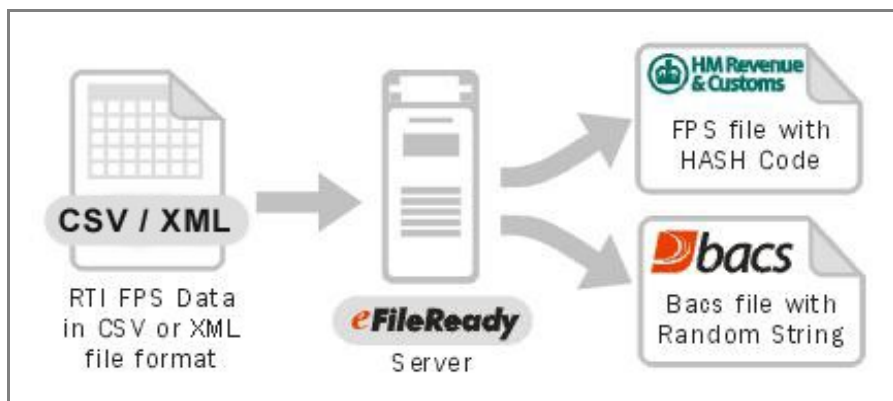 CSV / XML
RTI FPS Data
in CSV or XML
file format
eFileReady
Server
HM Revenue
& Customs
FPS file with
HASH Code
bacs
Bacs file with
Random String